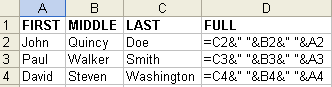 A B C D
1 FIRST MIDDLE LAST FULL
2 John Quincy Doe =C2&" "&B2&" "&A2
3 Paul Walker Smith =C3&" "&B3&" "&A3
4 David Steven Washington =C4&" "&B4&" "&A4